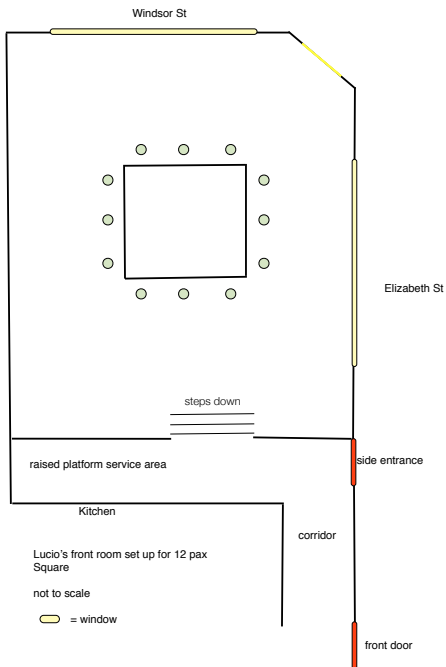 Windsor St
Elizabeth St
steps down
raised platform service area
side entrance
Kitchen
corridor
Lucio's front room set up for 12 pax
Square
not to scale
= window
front door